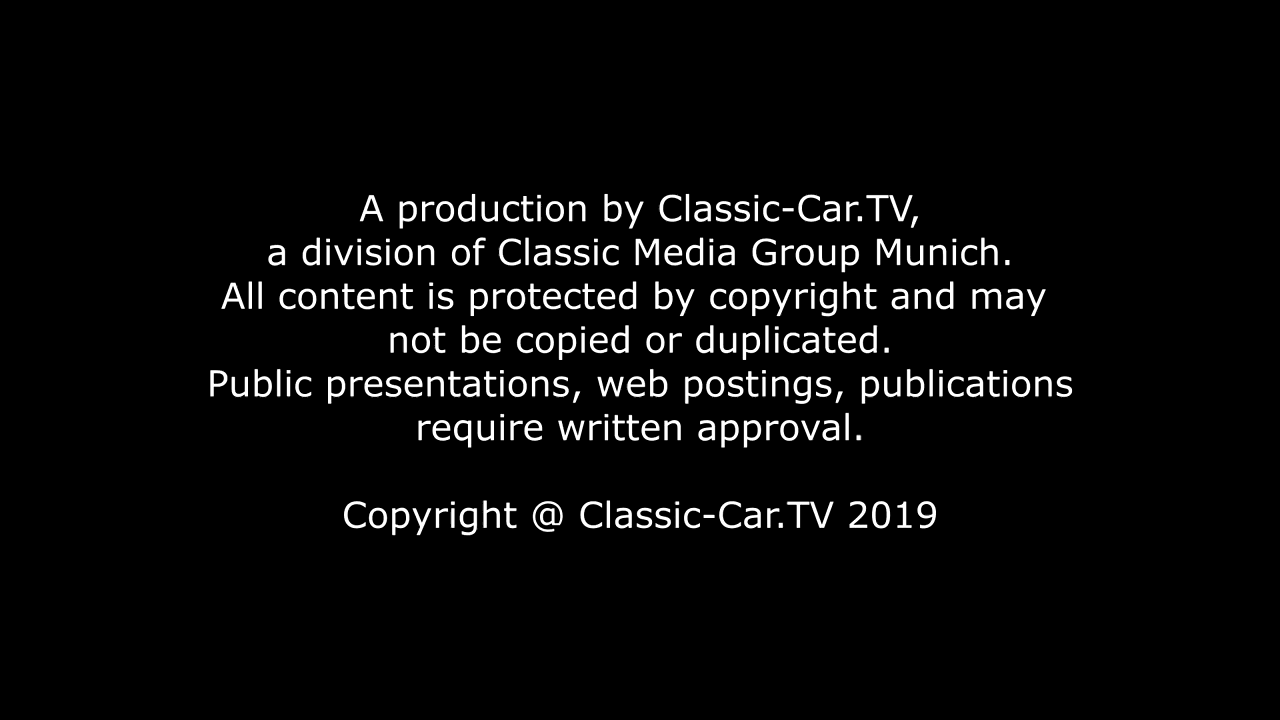 A production by Classic-Car.TV,
a division of Classic Media Group Munich.
All content is protected by copyright and may
not be copied or duplicated.
Public presentations, web postings, publications
require written approval.
Copyright @ Classic-Car.TV 2019